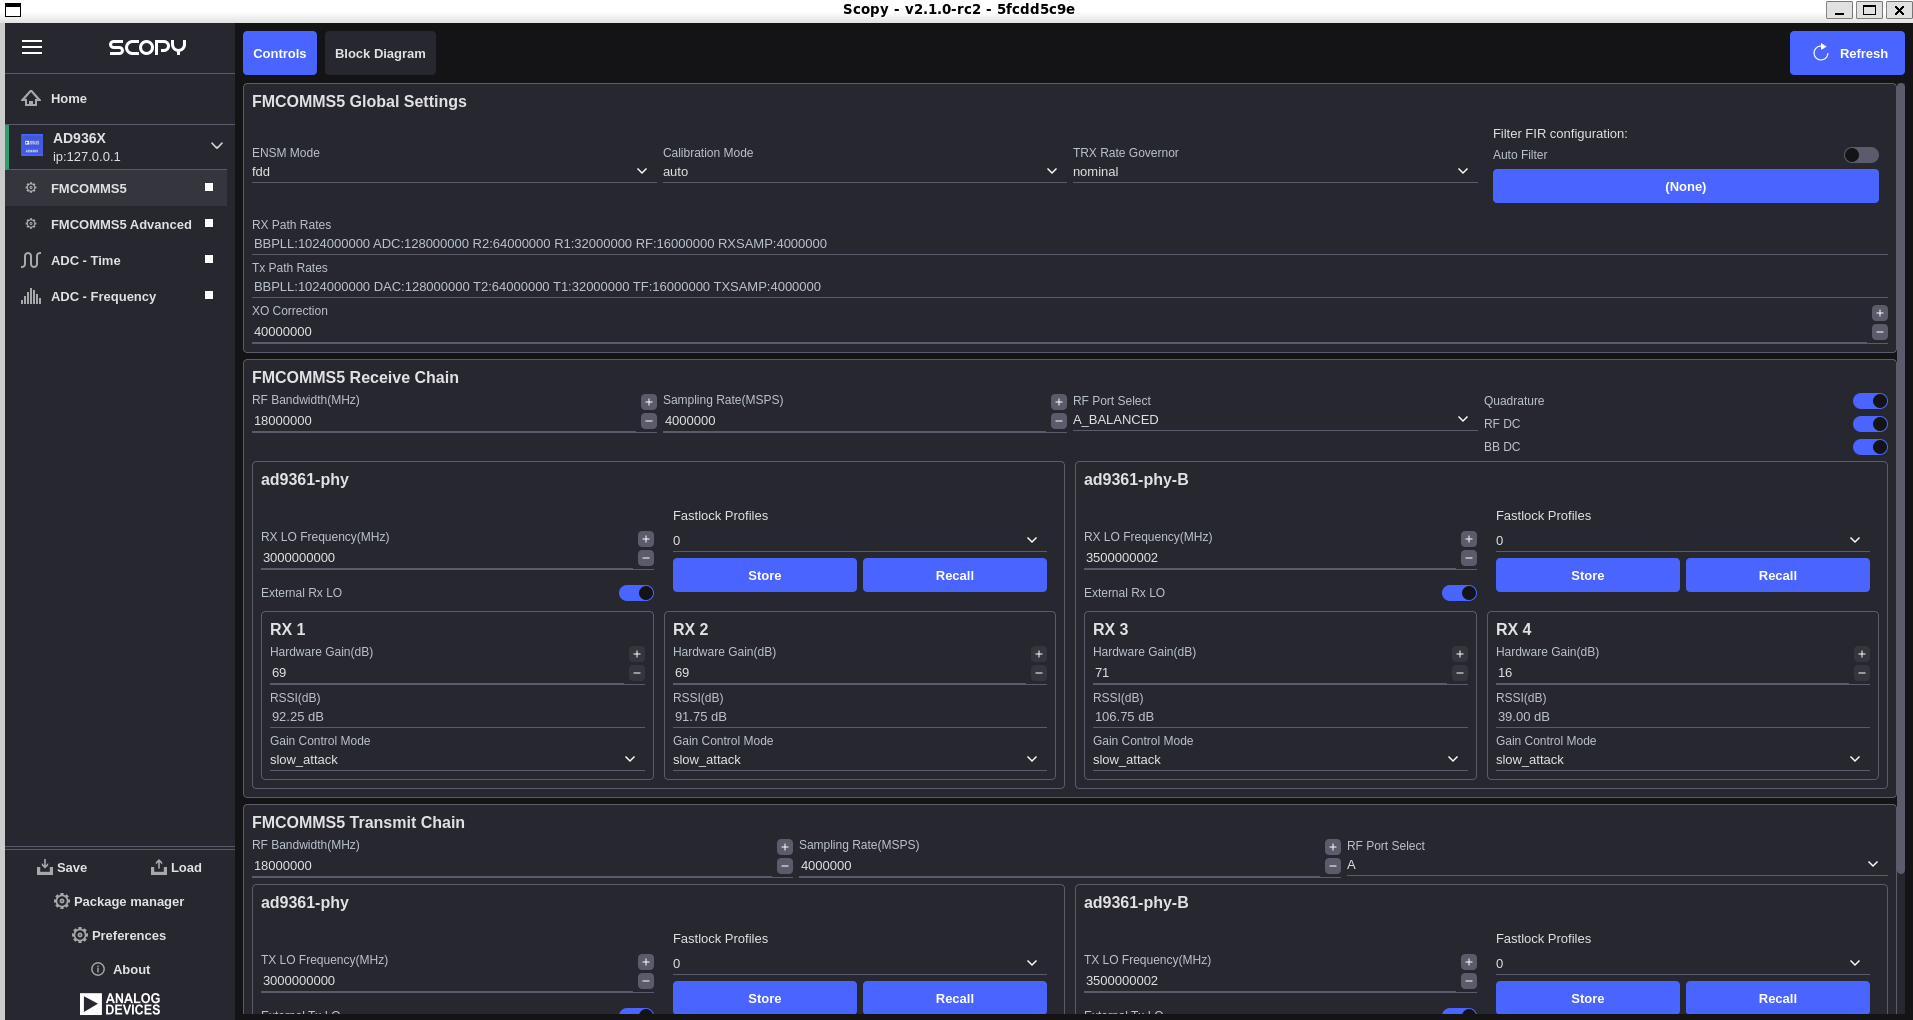 Scopy - v2.1.0-rc2 - 5fcdd5c9e
SCOPY
Home
AD936X
ip:127.0.0.1
FMCOMMS5
FMCOMMS5 Advanced
ADC - Time
ADC - Frequency
Save Load
Package manager
Preferences
About
ANALOG
DEVICES
Controls Block Diagram Refresh
FMCOMMS5 Global Settings
Filter FIR configuration:
ENSM Mode Calibration Mode TRX Rate Governor Auto Filter
fdd auto nominal (None)
RX Path Rates
BBPLL:1024000000 ADC:128000000 R2:64000000 R1:32000000 RF:16000000 RXSAMP:4000000
Tx Path Rates
BBPLL:1024000000 DAC:128000000 T2:64000000 T1:32000000 TF:16000000 TXSAMP:4000000
XO Correction
40000000
FMCOMMS5 Receive Chain
RF Bandwidth(MHz) Sampling Rate(MSPS) RF Port Select Quadrature
18000000 4000000 A_BALANCED RF DC
BB DC
ad9361-phy ad9361-phy-B
Fastlock Profiles Fastlock Profiles
RX LO Frequency(MHz) 0 RX LO Frequency(MHz) 0
3000000000 3500000002
Store Recall Store Recall
External Rx LO External Rx LO
RX 1 RX 2 RX 3 RX 4
Hardware Gain(dB) Hardware Gain(dB) Hardware Gain(dB) Hardware Gain(dB)
69 69 71 16
RSSI(dB) RSSI(dB) RSSI(dB) RSSI(dB)
92.25 dB 91.75 dB 106.75 dB 39.00 dB
Gain Control Mode Gain Control Mode Gain Control Mode Gain Control Mode
slow_attack slow_attack slow_attack slow_attack
FMCOMMS5 Transmit Chain
RF Bandwidth(MHz) Sampling Rate(MSPS) RF Port Select
18000000 4000000 A
ad9361-phy ad9361-phy-B
Fastlock Profiles Fastlock Profiles
TX LO Frequency(MHz) 0 TX LO Frequency(MHz) 0
3000000000 3500000002
Store Recall Store Recall
External Tx LO External Tx LO